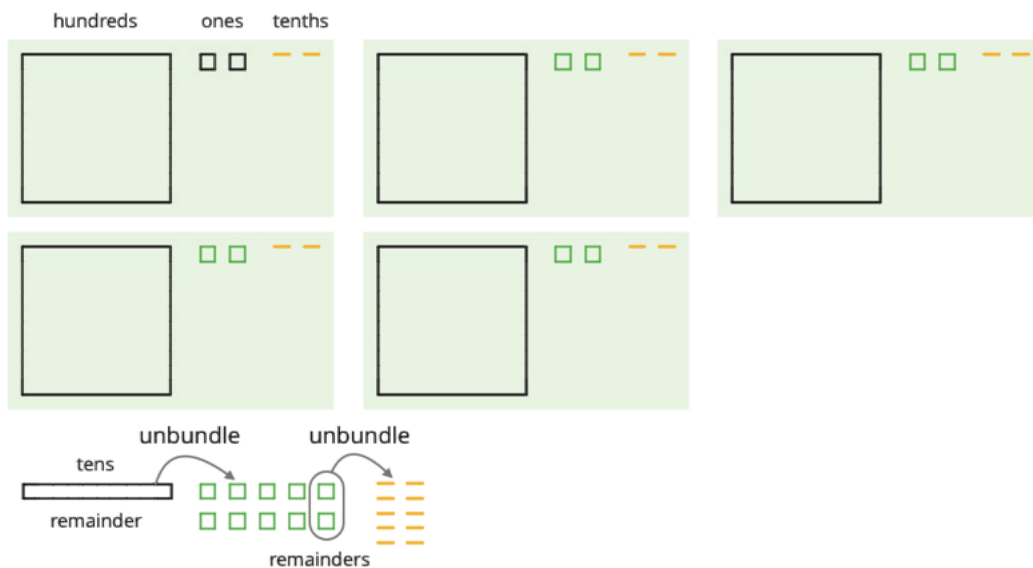 hundreds ones tenths
unbundle unbundle
tens
remainder
remainders